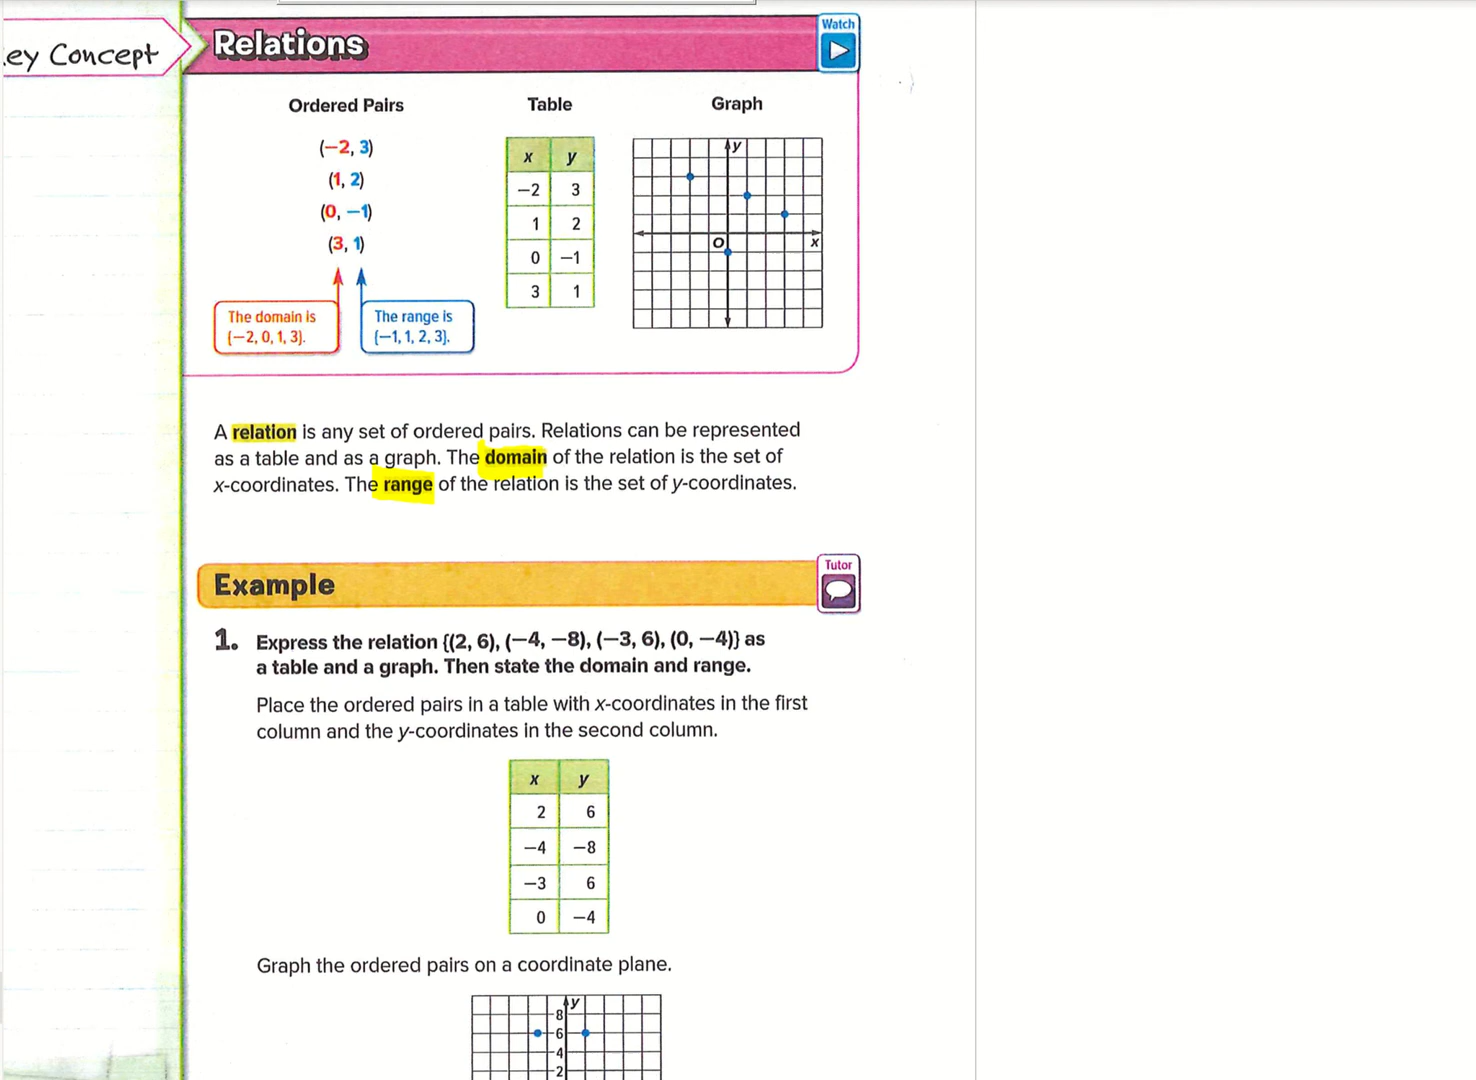 ey Concept
Relations
Watch
Ordered Pairs
(−2, 3)
(1, 2)
(0, −1)
(3, 1)
The domain is
{−2, 0, 1, 3}.
The range is
{−1, 1, 2, 3}.
Table
x y
−2 3
1 2
0 −1
3 1
Graph
y
O
x
A relation is any set of ordered pairs. Relations can be represented
as a table and as a graph. The domain of the relation is the set of
x-coordinates. The range of the relation is the set of y-coordinates.
Example
Tutor
1. Express the relation {(2, 6), (−4, −8), (−3, 6), (0, −4)} as
a table and a graph. Then state the domain and range.
Place the ordered pairs in a table with x-coordinates in the first
column and the y-coordinates in the second column.
x y
2 6
−4 −8
−3 6
0 −4
Graph the ordered pairs on a coordinate plane.
y
8
6
4
2